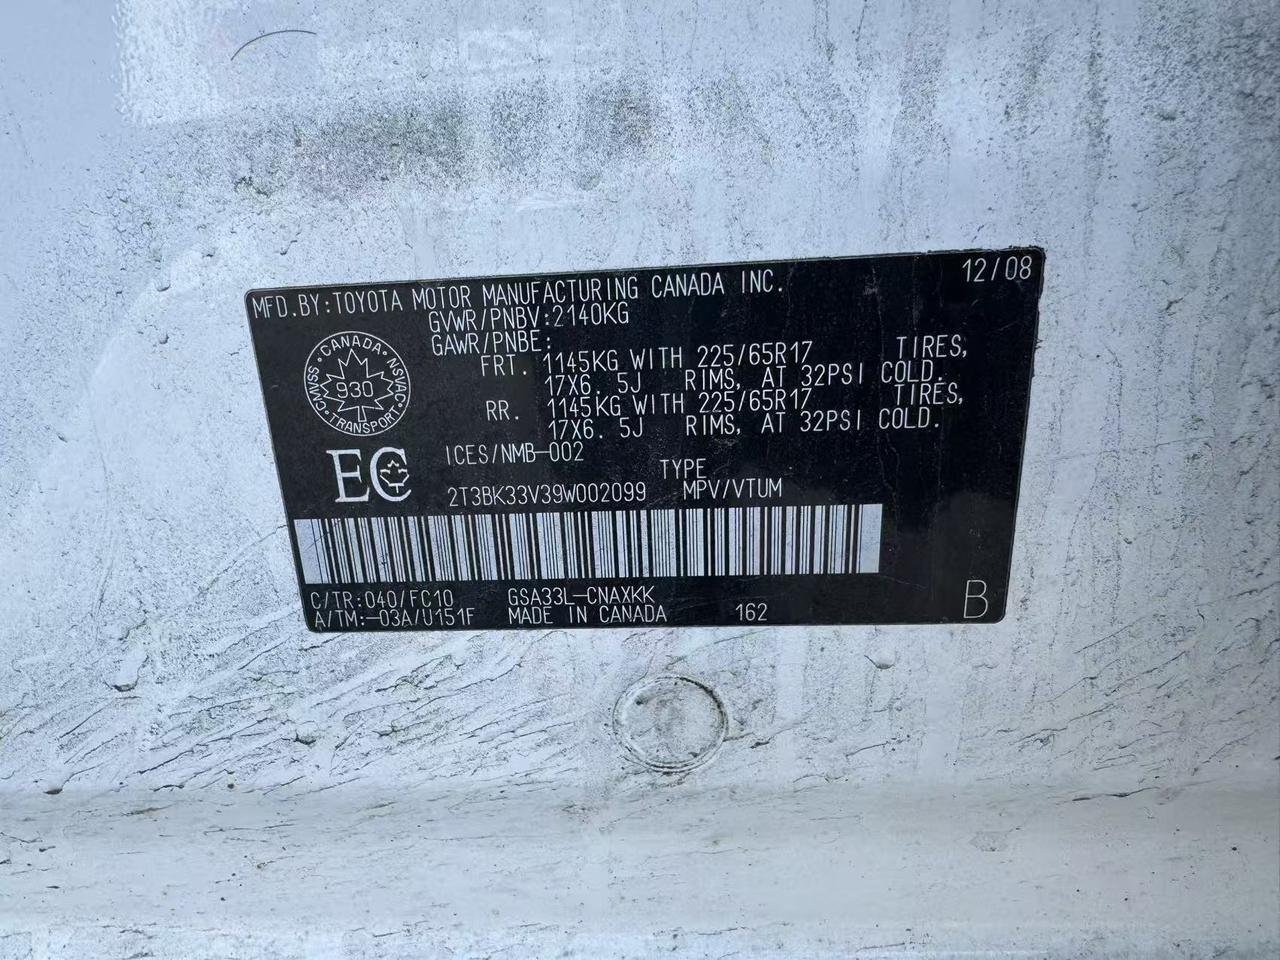 MFD.BY:TOYOTA MOTOR MANUFACTURING CANADA INC. 12/08
GVWR/PNBV:2140KG
GAWR/PNBE:
FRT. 1145KG WITH 225/65R17 TIRES,
17X6. 5J RIMS, AT 32PSI COLD.
RR. 1145KG WITH 225/65R17 TIRES,
17X6. 5J RIMS, AT 32PSI COLD.
CANADA
CMVSS 930 NSVAC
TRANSPORT
EC
ICES/NMB-002
TYPE
2T3BK33V39W002099 MPV/VTUM
C/TR:040/FC10 GSA33L-CNAXKK
A/TM:-03A/U151F MADE IN CANADA 162 B